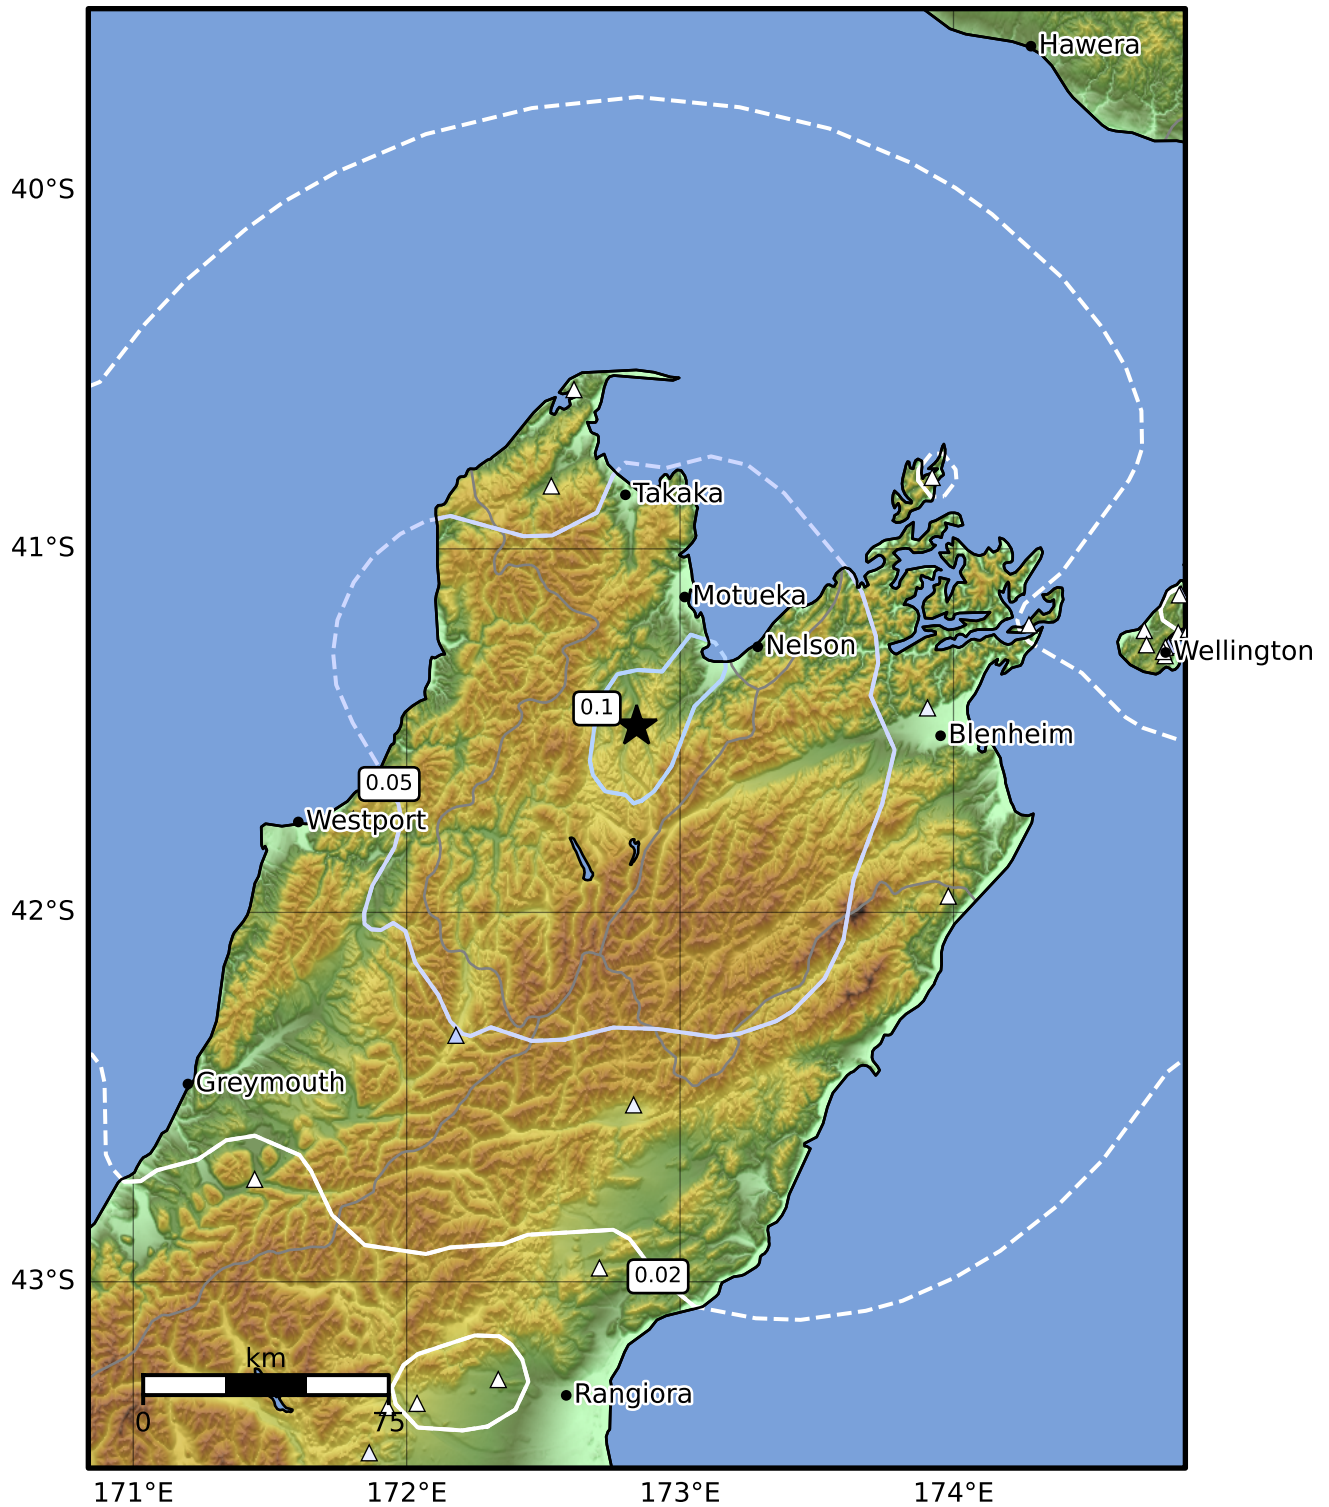 Hawera
40°S
Takaka
41°S
Motueka
Nelson
Wellington
0.1
Blenheim
0.05
Westport
42°S
Greymouth
0.02
43°S
km
Rangiora
0
75
171°E
172°E
173°E
174°E